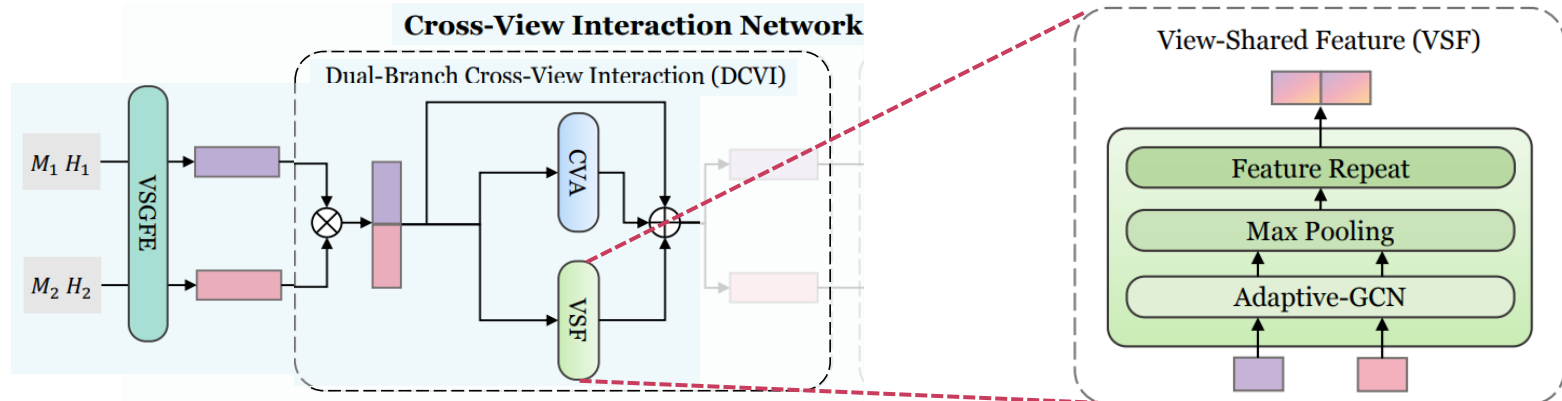 Cross-View Interaction Network
Dual-Branch Cross-View Interaction (DCVI)
M₁ H₁
M₂ H₂
VSGFE
CVA
VSF
View-Shared Feature (VSF)
Feature Repeat
Max Pooling
Adaptive-GCN